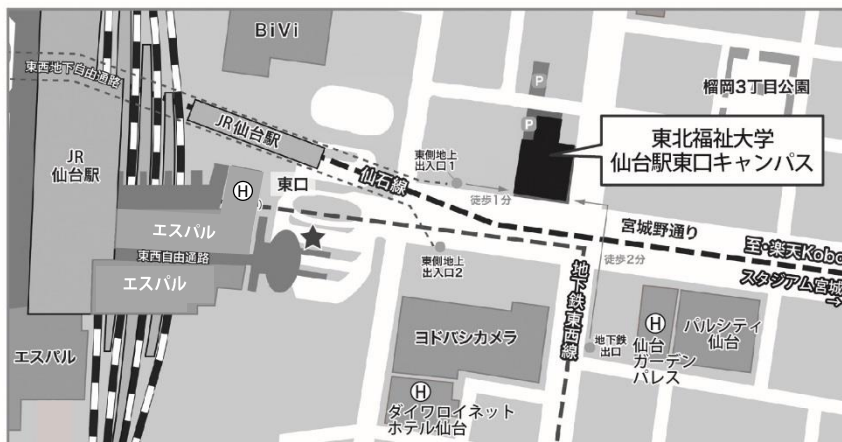 BiVi
東西地下自由通路
JR仙台駅
P
P
榴岡3丁目公園
JR
仙台駅
東北福祉大学
仙台駅東口キャンパス
東側地上
出入口1
仙石線
徒歩1分
H
東口
エスパル
宮城野通り
至・楽天Kobo
スタジアム宮城
→
東西自由通路
エスパル
★
東側地上
出入口2
地下鉄東西線
徒歩2分
エスパル
ヨドバシカメラ
地下鉄
出口
H
仙台
ガーデン
パレス
パルシティ
仙台
H
ダイワロイネット
ホテル仙台